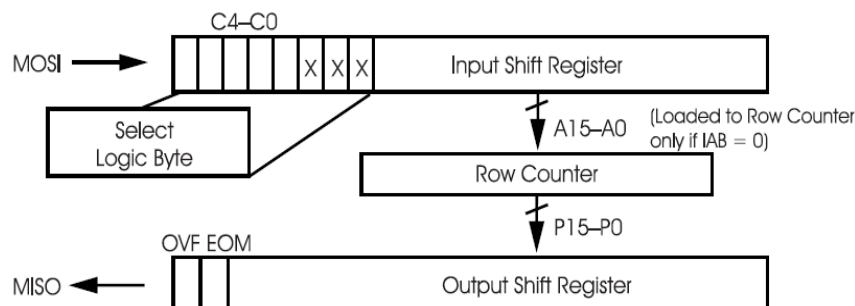 C4–C0
MOSI
X X X
Input Shift Register
Select
Logic Byte
A15–A0
(Loaded to Row Counter
only if IAB = 0)
Row Counter
P15–P0
OVF EOM
MISO
Output Shift Register